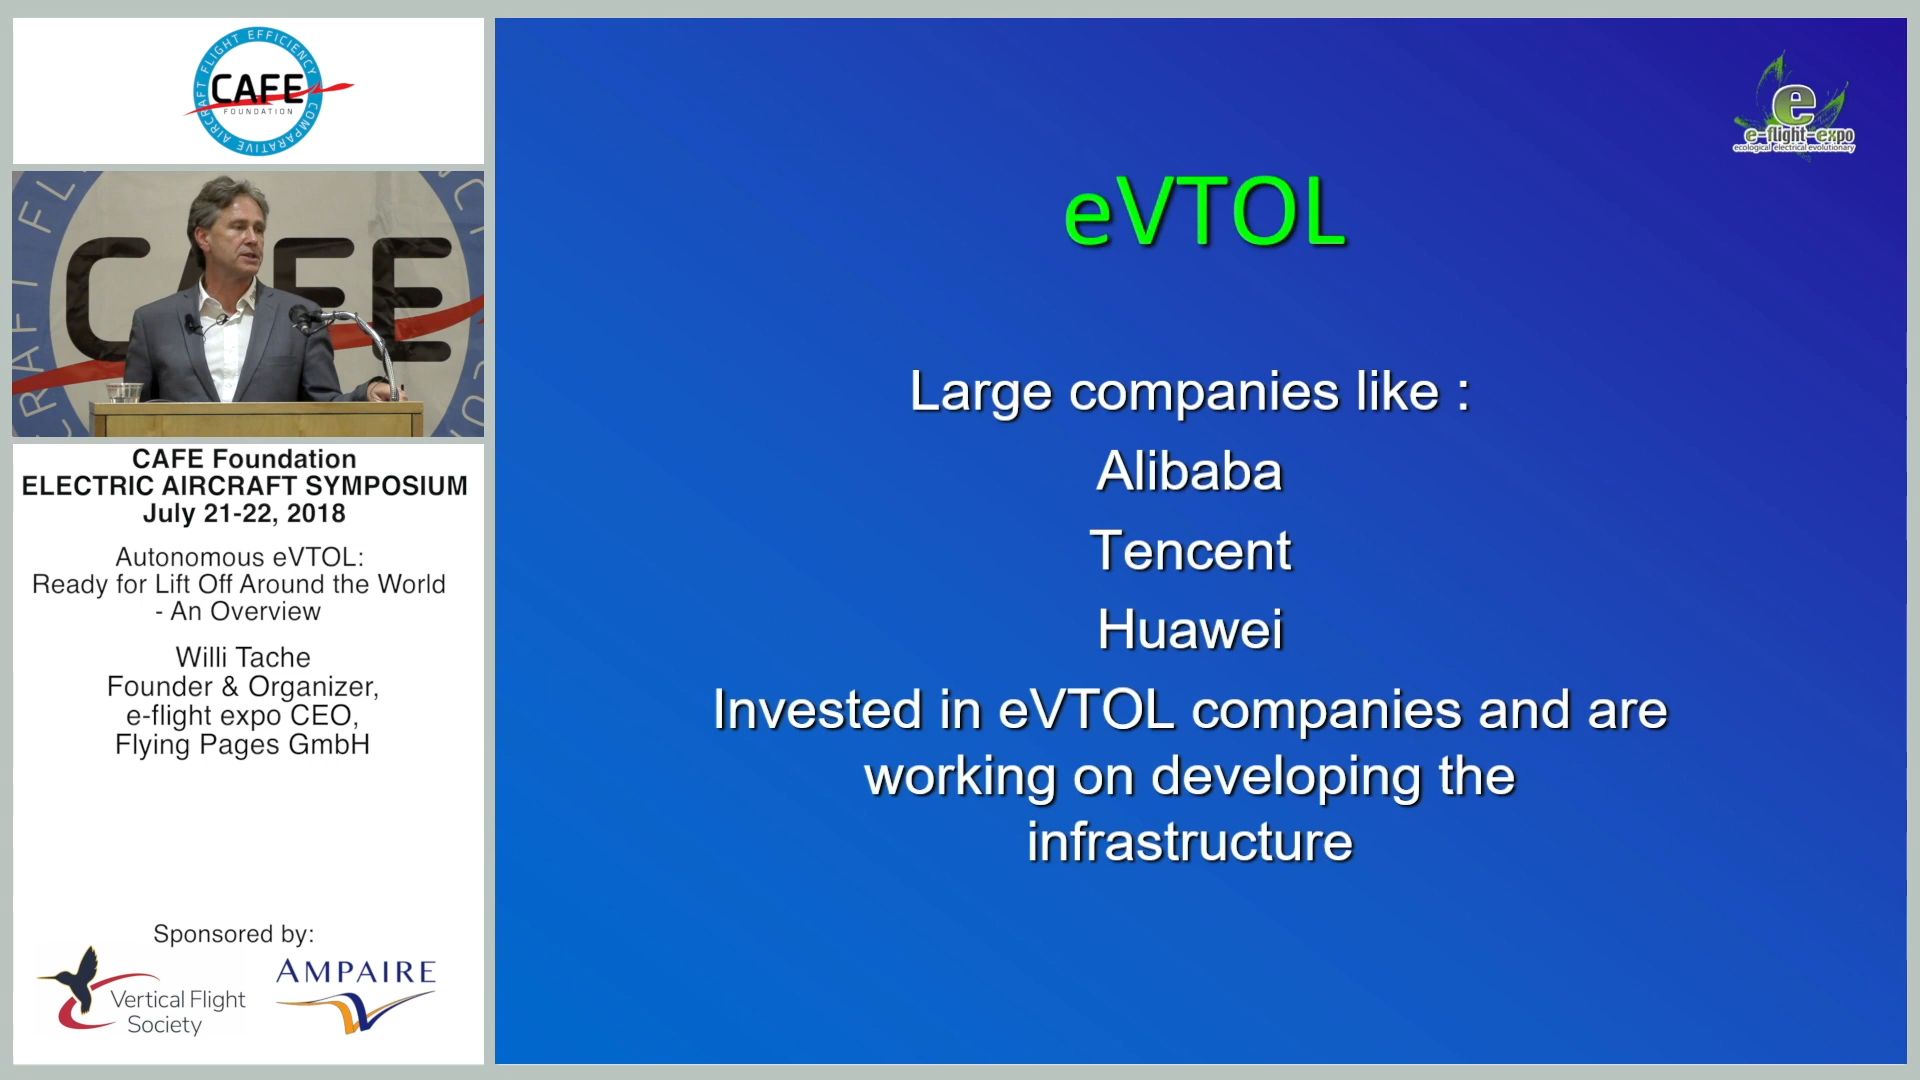 AIRCRAFT FLIGHT EFFICIENCY
COMPARATIVE
CAFE
FOUNDATION
CAFE
CAFE Foundation
ELECTRIC AIRCRAFT SYMPOSIUM
July 21-22, 2018
Autonomous eVTOL:
Ready for Lift Off Around the World
- An Overview
Willi Tache
Founder & Organizer,
e-flight expo CEO,
Flying Pages GmbH
Sponsored by:
Vertical Flight
Society
AMPAIRE
e
e-flight-expo
ecological electrical evolutionary
eVTOL
Large companies like :
Alibaba
Tencent
Huawei
Invested in eVTOL companies and are
working on developing the
infrastructure